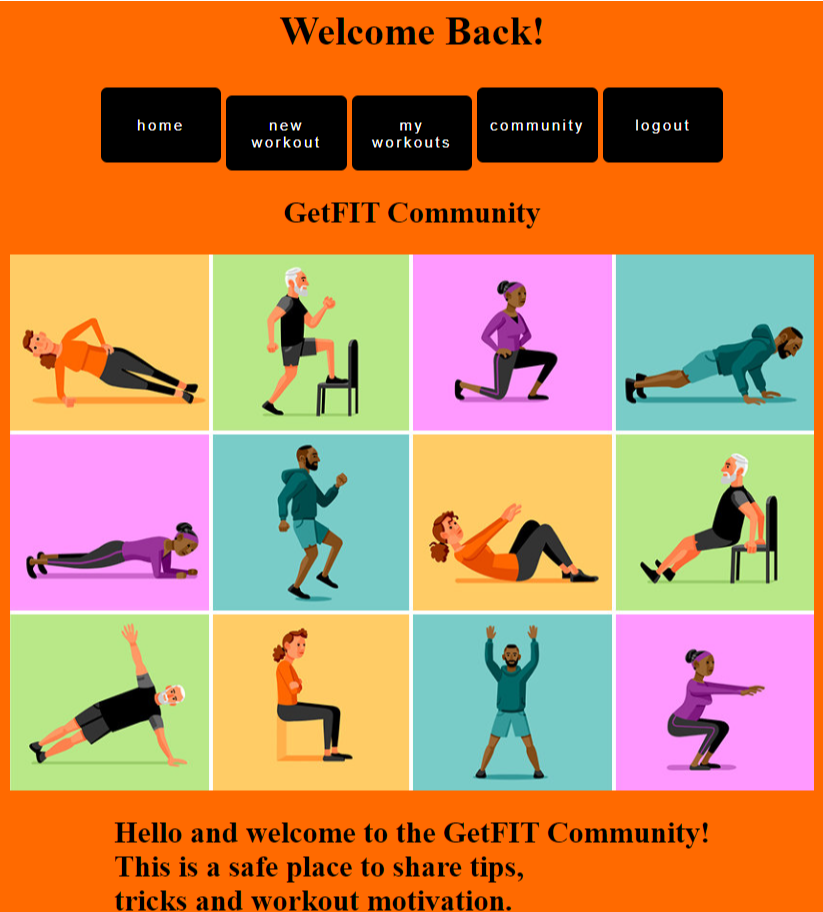 Welcome Back!
home
new
workout
my
workouts
community
logout
GetFIT Community
Hello and welcome to the GetFIT Community!
This is a safe place to share tips,
tricks and workout motivation.